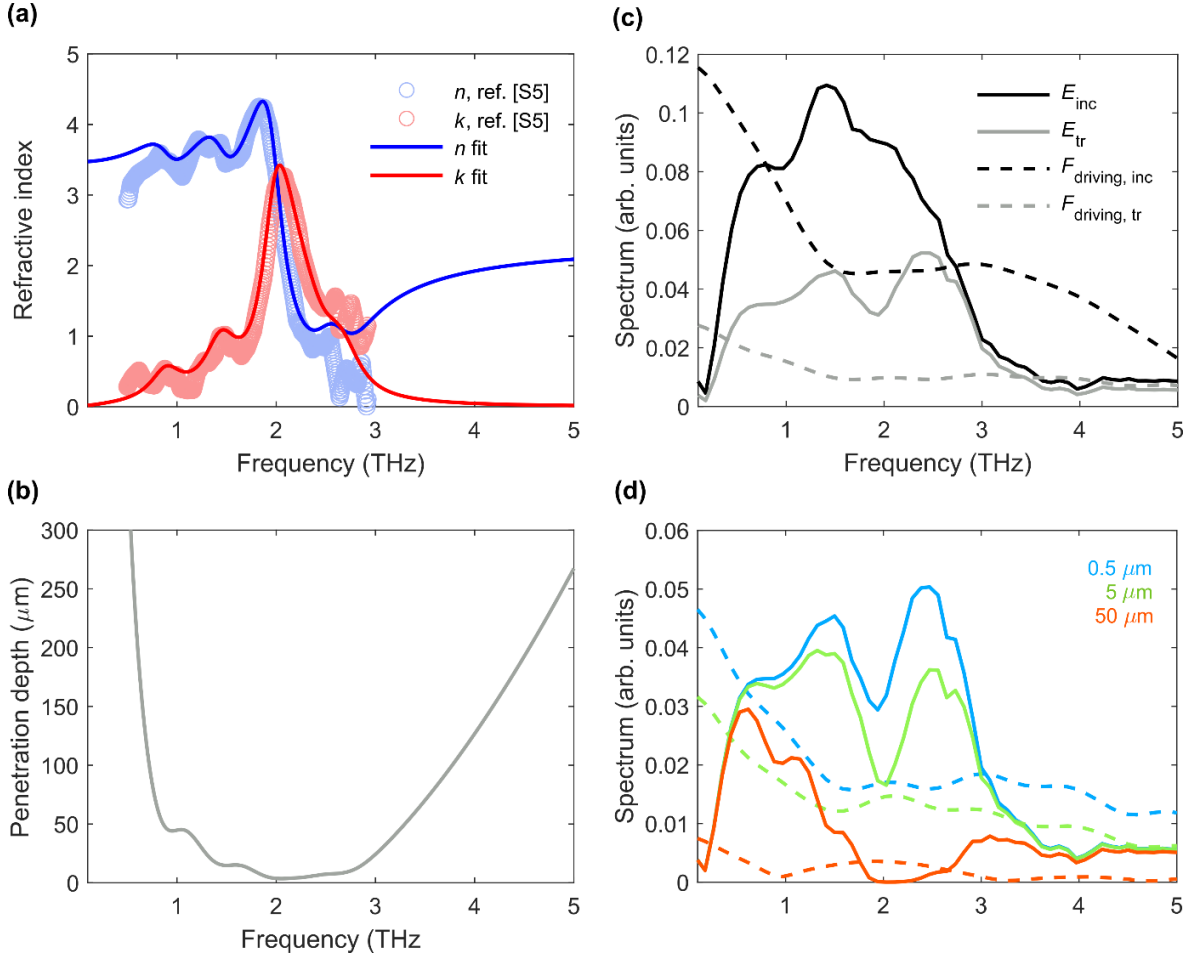 (a)
5
4
3
2
1
0
Refractive index
n, ref. [S5]
k, ref. [S5]
n fit
k fit
1 2 3 4 5
Frequency (THz)
(b)
300
250
200
150
100
50
0
Penetration depth (μm)
1 2 3 4 5
Frequency (THz
(c)
0.12
0.1
0.08
0.06
0.04
0.02
0
Spectrum (arb. units)
E_inc
E_tr
F_driving, inc
F_driving, tr
1 2 3 4 5
Frequency (THz)
(d)
0.06
0.05
0.04
0.03
0.02
0.01
0
Spectrum (arb. units)
0.5 μm
5 μm
50 μm
1 2 3 4 5